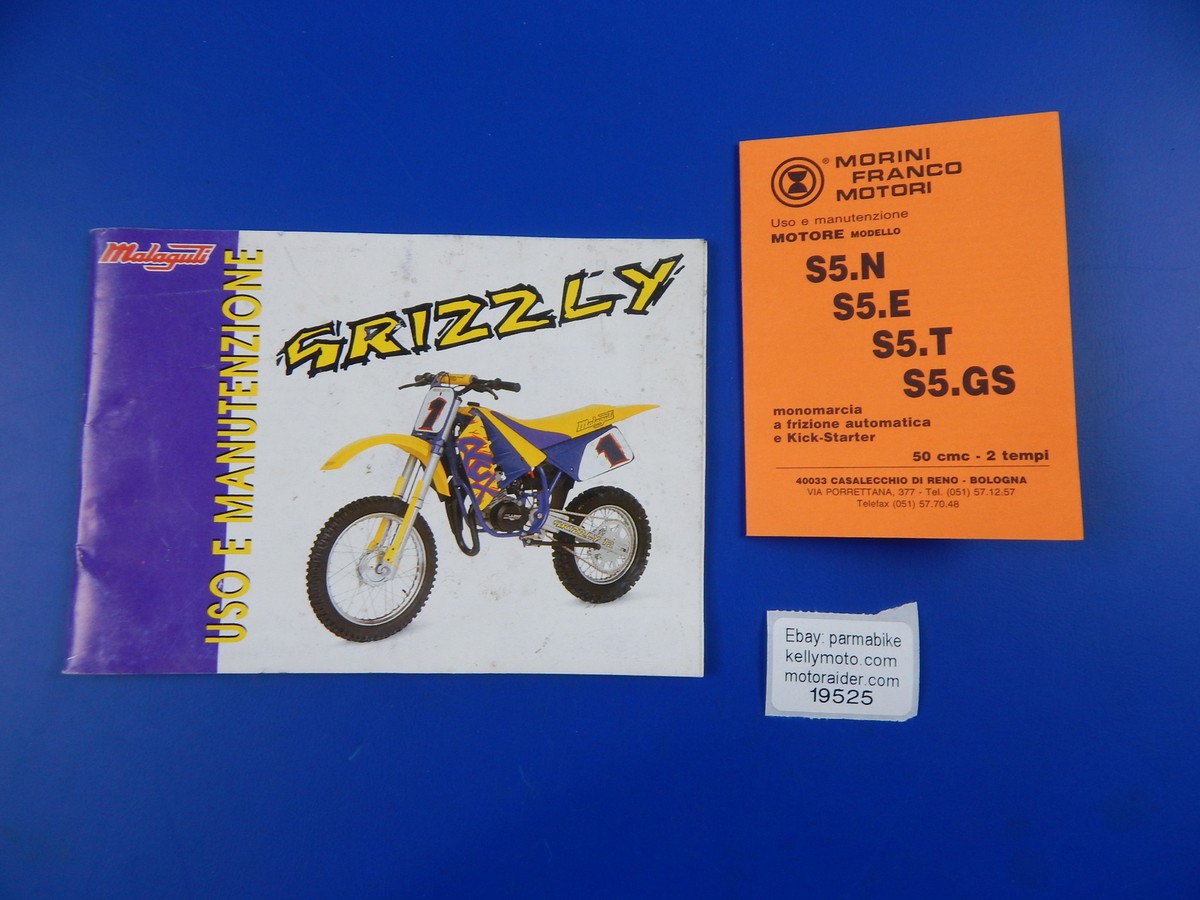 Malaguti
USO E MANUTENZIONE
GRIZZLY
1
1
® MORINI
FRANCO
MOTORI
Uso e manutenzione
MOTORE MODELLO
S5.N
S5.E
S5.T
S5.GS
monomarcia
a frizione automatica
e Kick-Starter
50 cmc - 2 tempi
40033 CASALECCHIO DI RENO - BOLOGNA
VIA PORRETTANA, 377 - Tel. (051) 57.12.57
Telefax (051) 57.70.48
Ebay: parmabike
kellymoto.com
motoraider.com
19525